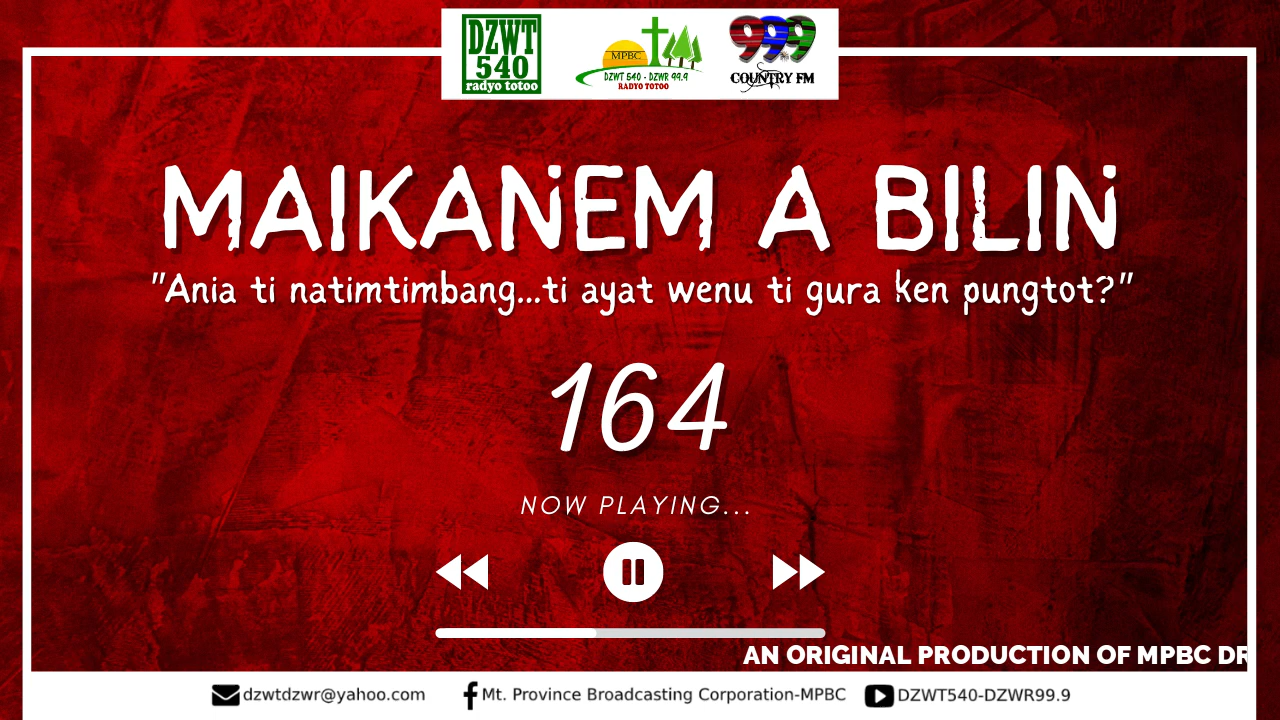 DZWT
540
radyo totoo
MPBC
DZWT 540 - DZWR 99.9
RADYO TOTOO
99.9
COUNTRY FM
MAIKANEM A BILIN
"Ania ti natimtimbang...ti ayat wenu ti gura ken pungtot?"
164
NOW PLAYING...
AN ORIGINAL PRODUCTION OF MPBC DR
dzwtdzwr@yahoo.com Mt. Province Broadcasting Corporation-MPBC DZWT540-DZWR99.9